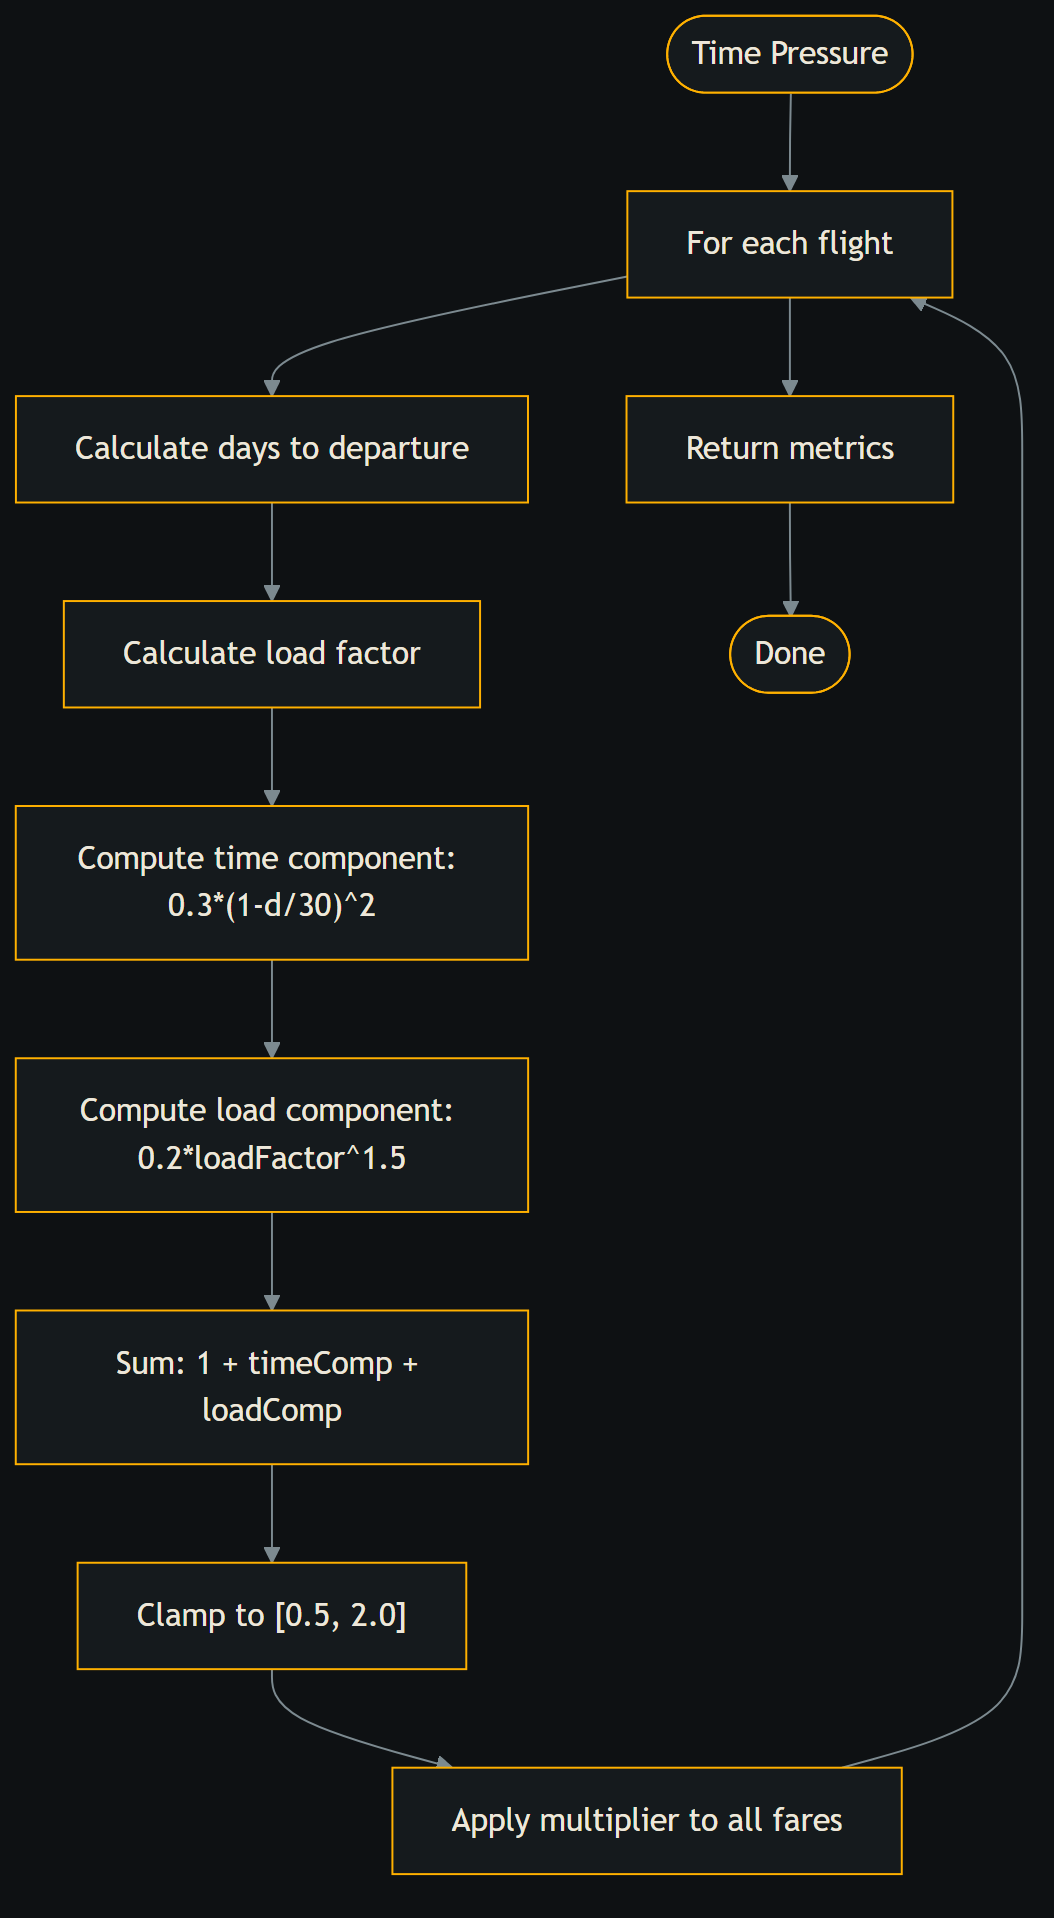 Time Pressure
For each flight
Calculate days to departure
Return metrics
Calculate load factor
Done
Compute time component:
0.3*(1-d/30)^2
Compute load component:
0.2*loadFactor^1.5
Sum: 1 + timeComp +
loadComp
Clamp to [0.5, 2.0]
Apply multiplier to all fares